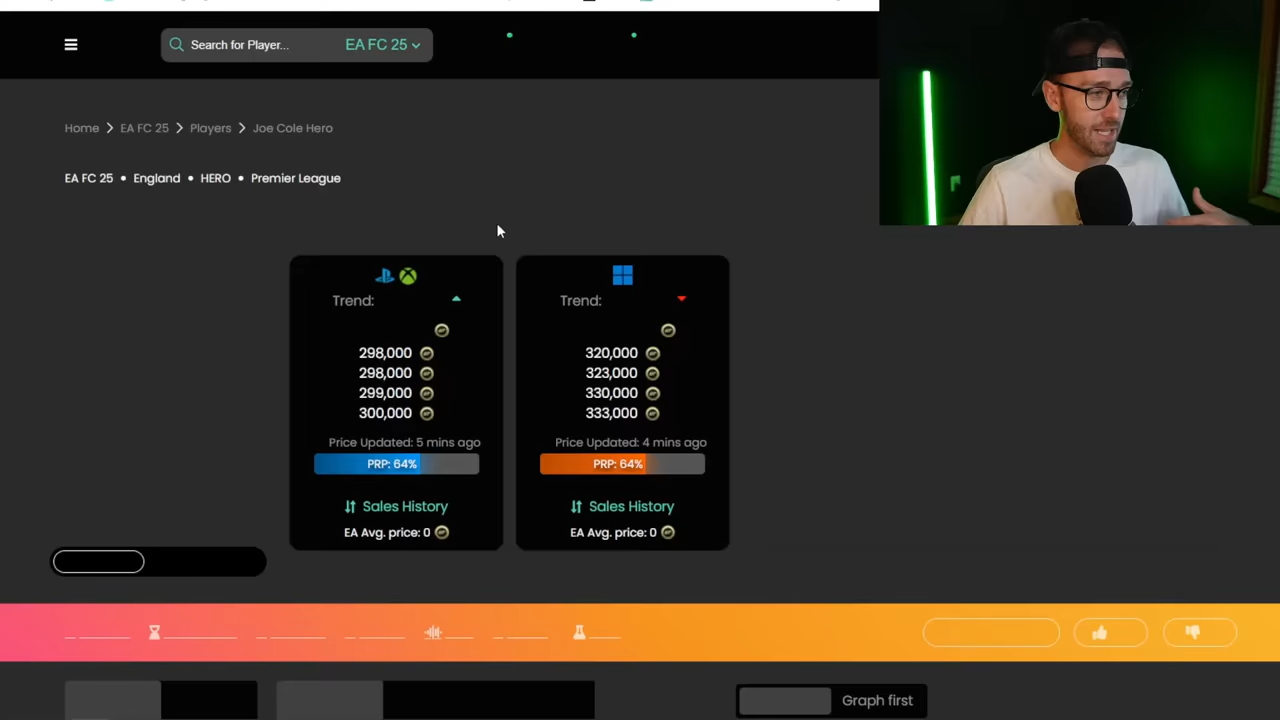 Search for Player... EA FC 25
Home > EA FC 25 > Players > Joe Cole Hero
EA FC 25 • England • HERO • Premier League
Trend:
298,000
298,000
299,000
300,000
Price Updated: 5 mins ago
PRP: 64%
Sales History
EA Avg. price: 0
Trend:
320,000
323,000
330,000
333,000
Price Updated: 4 mins ago
PRP: 64%
Sales History
EA Avg. price: 0
Graph first